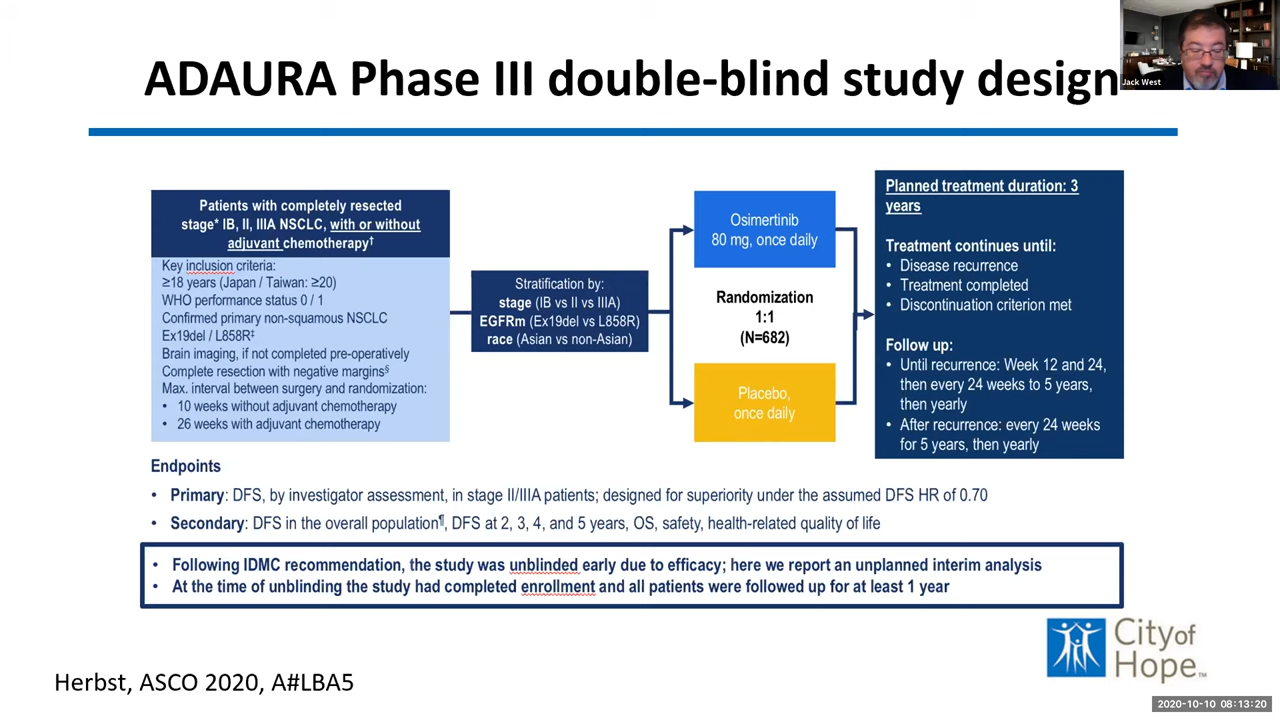 ADAURA Phase III double-blind study design
Jack West
Patients with completely resected
stage* IB, II, IIIA NSCLC, with or without
adjuvant chemotherapy†
Key inclusion criteria:
≥18 years (Japan / Taiwan: ≥20)
WHO performance status 0 / 1
Confirmed primary non-squamous NSCLC
Ex19del / L858R‡
Brain imaging, if not completed pre-operatively
Complete resection with negative margins§
Max. interval between surgery and randomization:
• 10 weeks without adjuvant chemotherapy
• 26 weeks with adjuvant chemotherapy
Stratification by:
stage (IB vs II vs IIIA)
EGFRm (Ex19del vs L858R)
race (Asian vs non-Asian)
Osimertinib
80 mg, once daily
Randomization
1:1
(N=682)
Placebo,
once daily
Planned treatment duration: 3
years
Treatment continues until:
• Disease recurrence
• Treatment completed
• Discontinuation criterion met
Follow up:
• Until recurrence: Week 12 and 24,
then every 24 weeks to 5 years,
then yearly
• After recurrence: every 24 weeks
for 5 years, then yearly
Endpoints
• Primary: DFS, by investigator assessment, in stage II/IIIA patients; designed for superiority under the assumed DFS HR of 0.70
• Secondary: DFS in the overall population¶, DFS at 2, 3, 4, and 5 years, OS, safety, health-related quality of life
• Following IDMC recommendation, the study was unblinded early due to efficacy; here we report an unplanned interim analysis
• At the time of unblinding the study had completed enrollment and all patients were followed up for at least 1 year
City of
Hope™
Herbst, ASCO 2020, A#LBA5
2020-10-10 08:13:20